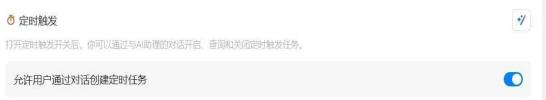 定时触发
打开定时触发开关后，你可以通过与AI助理的对话开启、查询和关闭定时触发任务。
允许用户通过对话创建定时任务